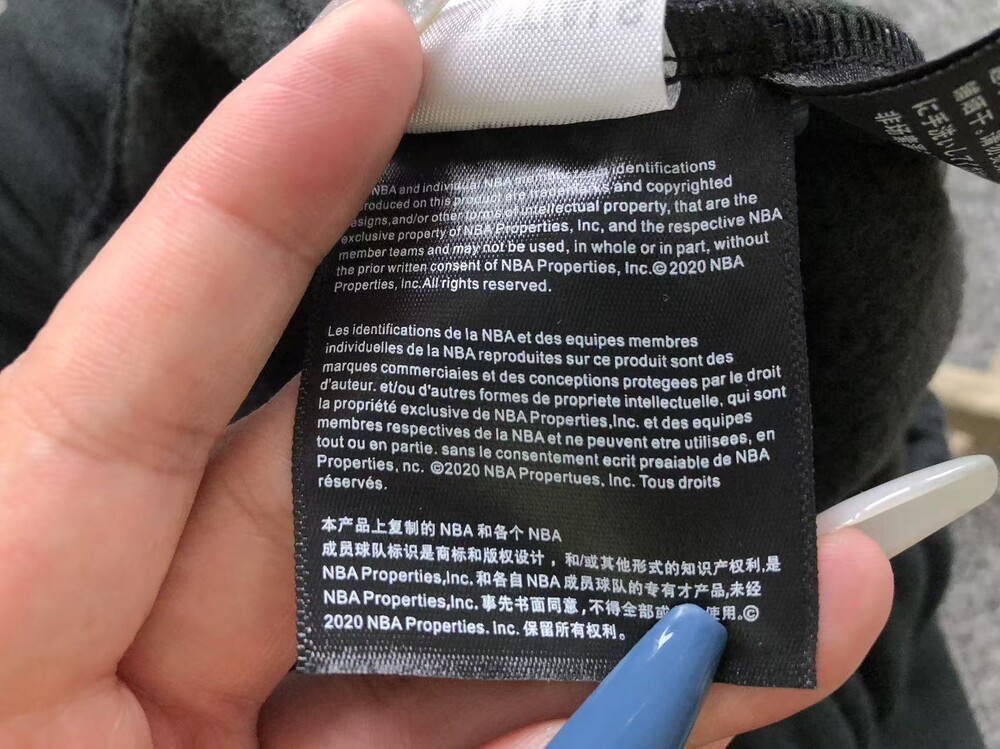 NBA and individual NBA identifications
roduced on this product are trademarks and copyrighted
esigns,and/or other forms of intellectual property, that are the
exclusive property of NBA Properties, Inc, and the respective NBA
member teams and may not be used, in whole or in part, without
the prior written consent of NBA Properties, Inc.© 2020 NBA
Properties, Inc.All rights reserved.
Les identifications de la NBA et des equipes membres
individuelles de la NBA reproduites sur ce produit sont des
marques commerciaies et des conceptions protegees par le droit
d'auteur. et/ou d'autres formes de propriete intellectuelle, qui sont
la propriété exclusive de NBA Properties,Inc. et des equipes
membres respectives de la NBA et ne peuvent etre utilisees, en
tout ou en partie. sans le consentement ecrit preaiable de NBA
Properties, nc. ©2020 NBA Propertues, Inc. Tous droits
réservés.
本产品上复制的 NBA 和各个 NBA
成员球队标识是商标和版权设计，和/或其他形式的知识产权利,是
NBA Properties,Inc. 和各自 NBA 成员球队的专有才产品,未经
NBA Properties,Inc. 事先书面同意,不得全部或 使用.©
2020 NBA Properties. Inc. 保留所有权利。
に手洗いして